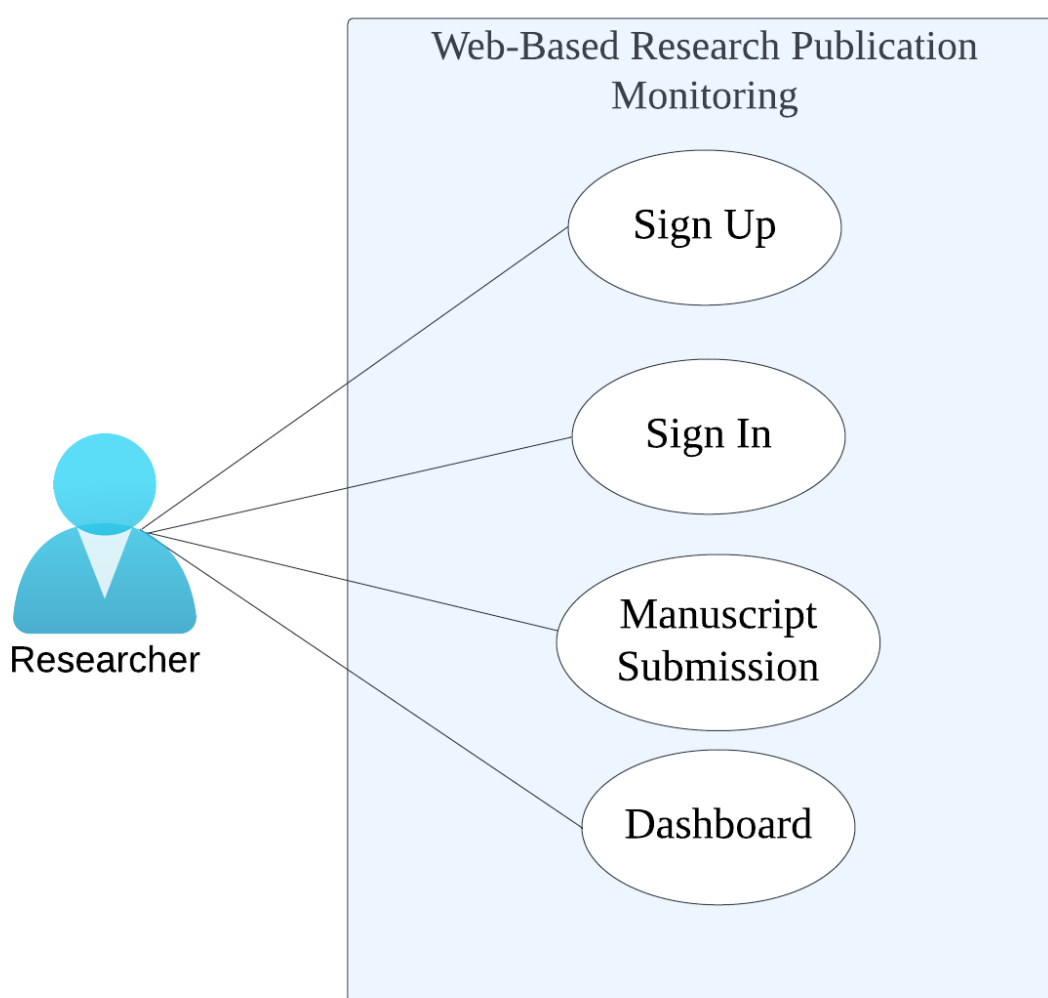 Web-Based Research Publication
Monitoring
Sign Up
Sign In
Manuscript
Submission
Researcher
Dashboard